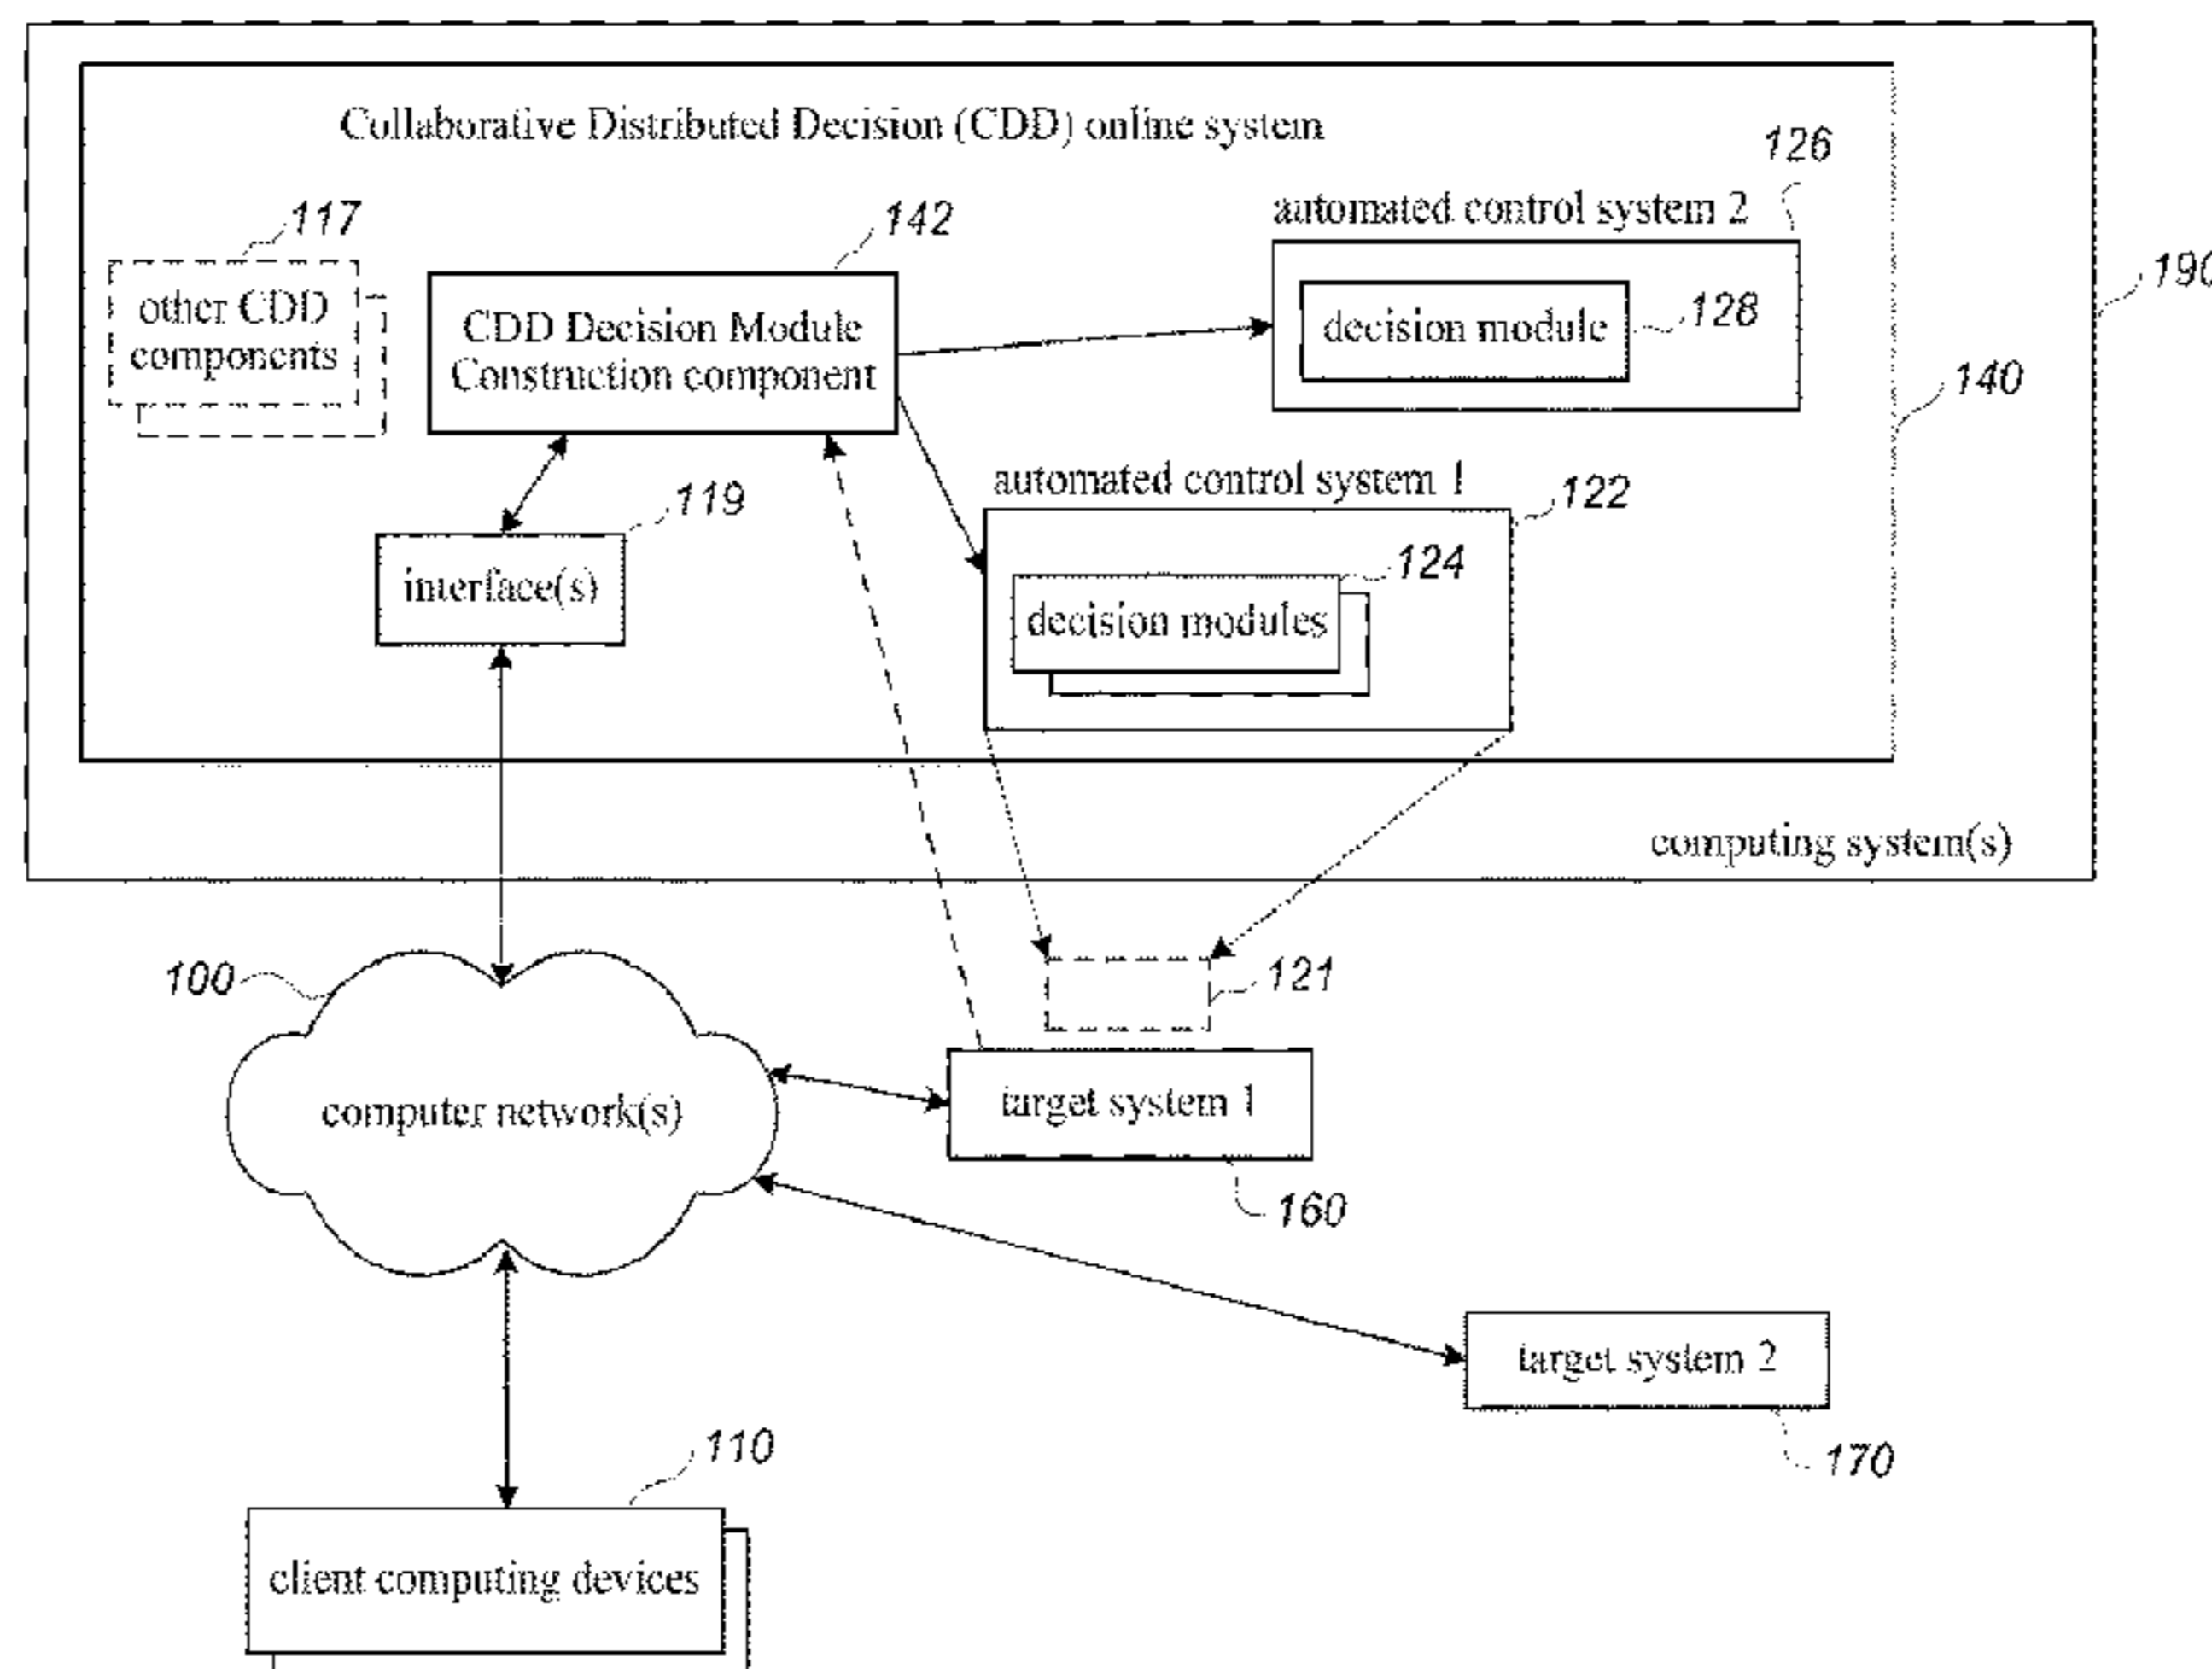 Collaborative Distributed Decision (CDD) online system
126
117
142
automated control system 2
190
other CDD
components
CDD Decision Module
Construction component
decision module
128
140
automated control system 1
122
119
interface(s)
124
decision modules
computing system(s)
100
121
computer network(s)
target system 1
160
target system 2
170
110
client computing devices